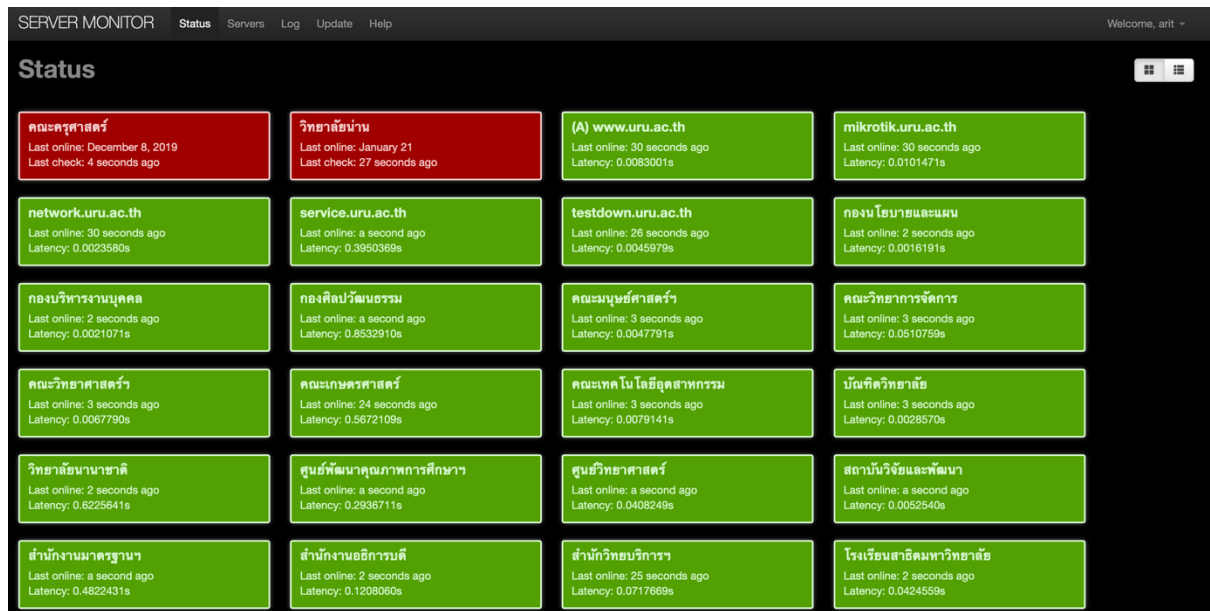 SERVER MONITOR Status Servers Log Update Help Welcome, arit
Status
คณะครุศาสตร์
Last online: December 8, 2019
Last check: 4 seconds ago
วิทยาลัยน่าน
Last online: January 21
Last check: 27 seconds ago
(A) www.uru.ac.th
Last online: 30 seconds ago
Latency: 0.0083001s
mikrotik.uru.ac.th
Last online: 30 seconds ago
Latency: 0.0101471s
network.uru.ac.th
Last online: 30 seconds ago
Latency: 0.0023580s
service.uru.ac.th
Last online: a second ago
Latency: 0.3950369s
testdown.uru.ac.th
Last online: 26 seconds ago
Latency: 0.0045979s
กองนโยบายและแผน
Last online: 2 seconds ago
Latency: 0.0016191s
กองบริหารงานบุคคล
Last online: 2 seconds ago
Latency: 0.0021071s
กองศิลปวัฒนธรรม
Last online: a second ago
Latency: 0.8532910s
คณะมนุษย์ศาสตร์ฯ
Last online: 3 seconds ago
Latency: 0.0047791s
คณะวิทยาการจัดการ
Last online: 3 seconds ago
Latency: 0.0510759s
คณะวิทยาศาสตร์ฯ
Last online: 3 seconds ago
Latency: 0.0067790s
คณะเกษตรศาสตร์
Last online: 24 seconds ago
Latency: 0.5672109s
คณะเทคโนโลยีอุตสาหกรรม
Last online: 3 seconds ago
Latency: 0.0079141s
บัณฑิตวิทยาลัย
Last online: 3 seconds ago
Latency: 0.0028570s
วิทยาลัยนานาชาติ
Last online: 2 seconds ago
Latency: 0.6225641s
ศูนย์พัฒนาคุณภาพการศึกษาฯ
Last online: a second ago
Latency: 0.2936711s
ศูนย์วิทยาศาสตร์
Last online: a second ago
Latency: 0.0408249s
สถาบันวิจัยและพัฒนา
Last online: a second ago
Latency: 0.0052540s
สำนักงานมาตรฐานฯ
Last online: a second ago
Latency: 0.4822431s
สำนักงานอธิการบดี
Last online: 2 seconds ago
Latency: 0.1208060s
สำนักวิทยบริการฯ
Last online: 25 seconds ago
Latency: 0.0717669s
โรงเรียนสาธิตมหาวิทยาลัย
Last online: 2 seconds ago
Latency: 0.0424559s